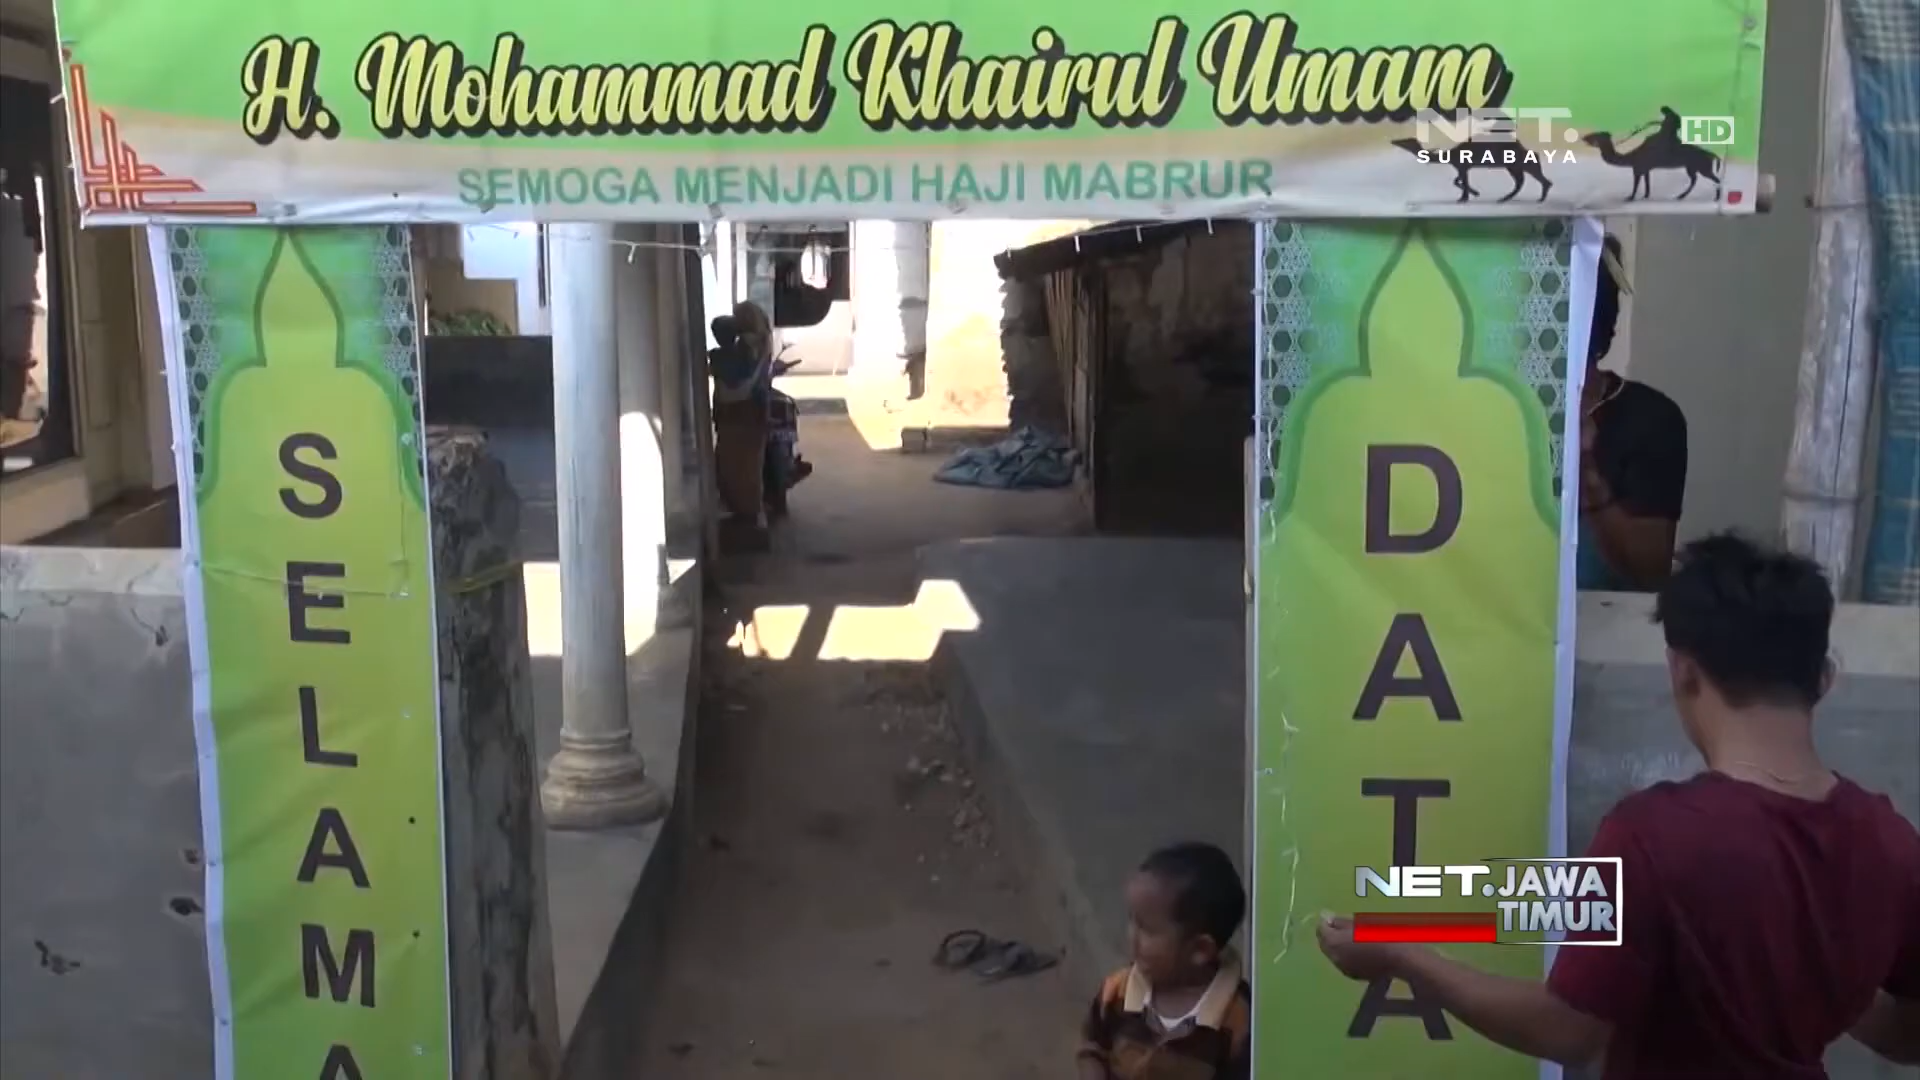 H. Mohammad Khairul Umam
NET.
SURABAYA
HD
SEMOGA MENJADI HAJI MABRUR
SELAMA
DATA
NET.JAWA
TIMUR